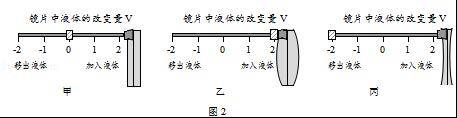 镜片中液体的改变量 V
-2 -1 0 1 2
移出液体 加入液体
甲
镜片中液体的改变量 V
-2 -1 0 1 2
移出液体 加入液体
乙
镜片中液体的改变量 V
-2 -1 0 1 2
移出液体 加入液体
丙
图2